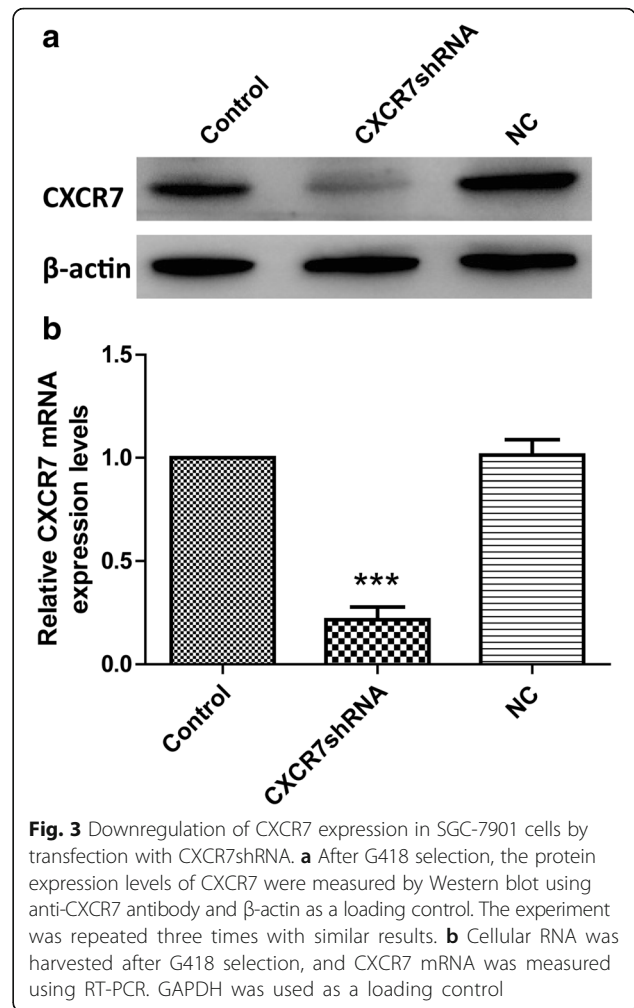 a
Control
CXCR7shRNA
NC
CXCR7
β-actin
b
Relative CXCR7 mRNA
expression levels
1.5
1.0
0.5
0.0
***
Control
CXCR7shRNA
NC
Fig. 3 Downregulation of CXCR7 expression in SGC-7901 cells by
transfection with CXCR7shRNA. a After G418 selection, the protein
expression levels of CXCR7 were measured by Western blot using
anti-CXCR7 antibody and β-actin as a loading control. The experiment
was repeated three times with similar results. b Cellular RNA was
harvested after G418 selection, and CXCR7 mRNA was measured
using RT-PCR. GAPDH was used as a loading control